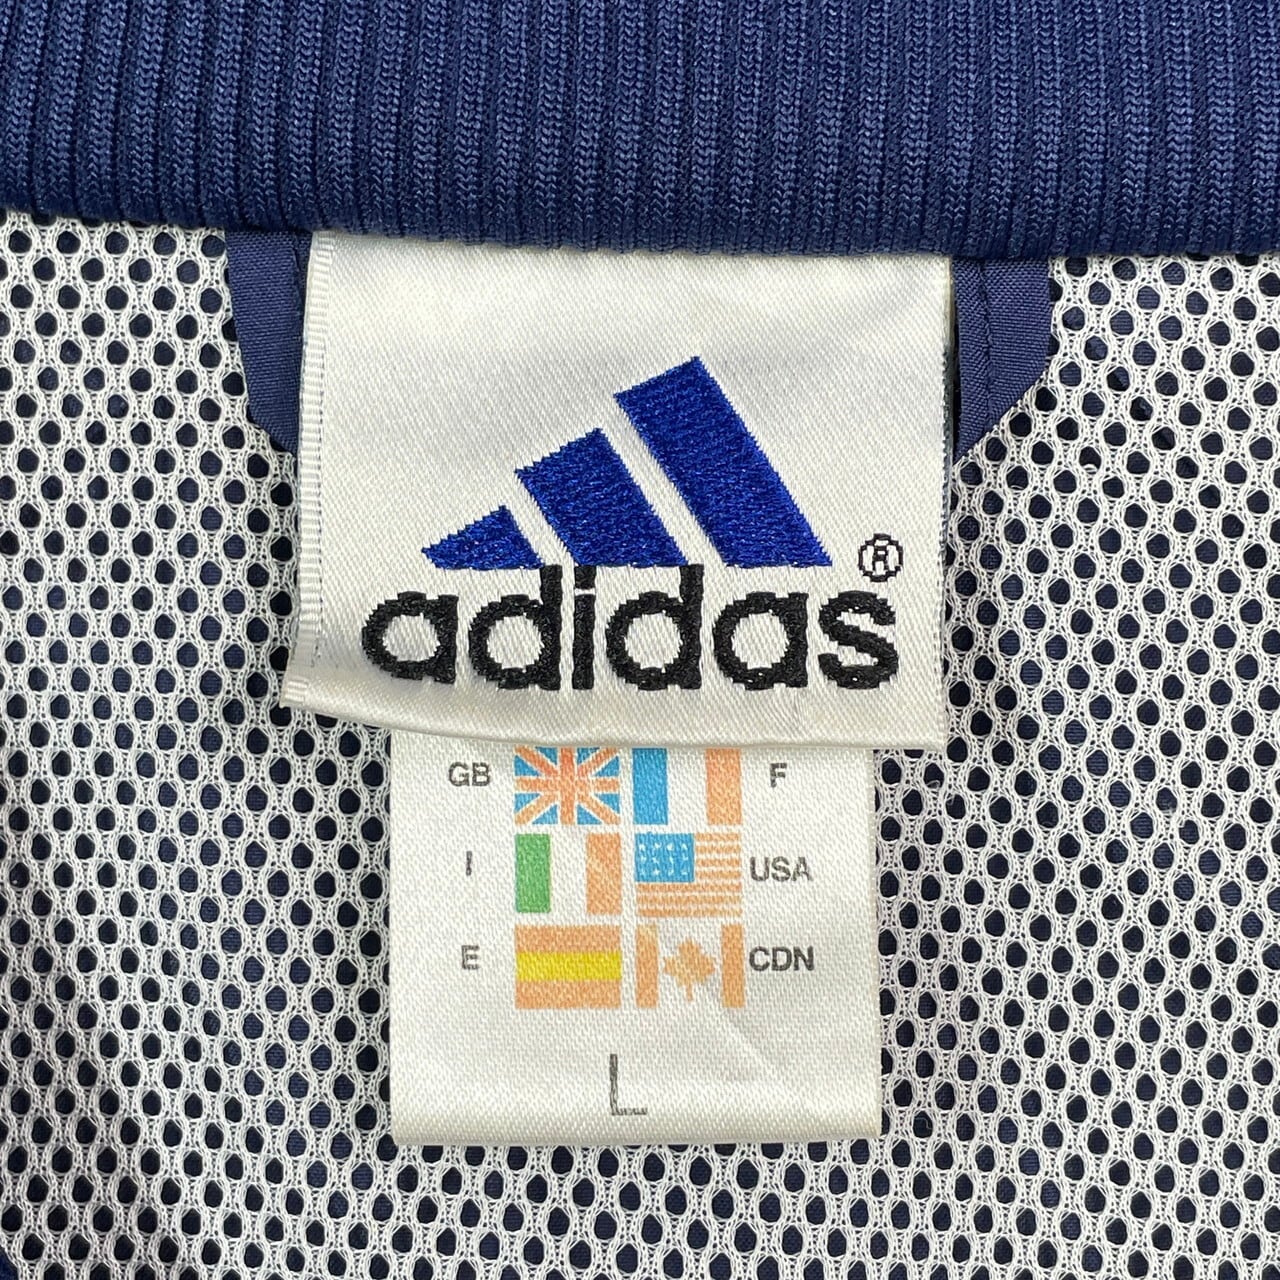 adidas®
GB F
I USA
E CDN
L